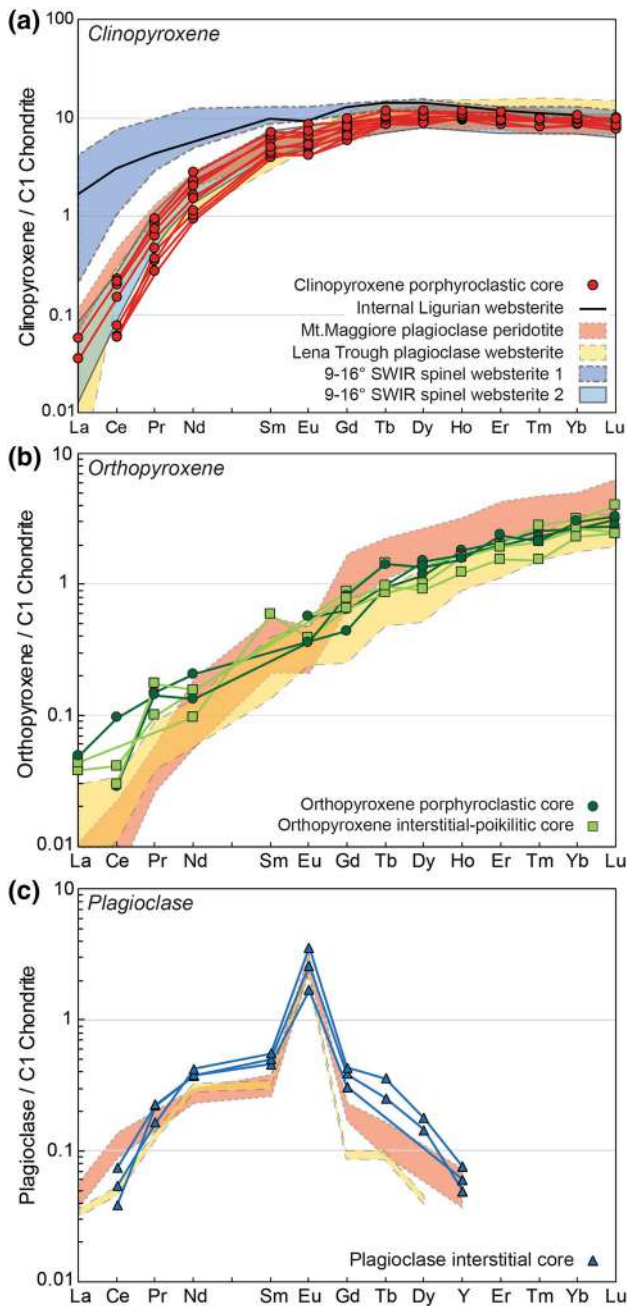 (a)
Clinopyroxene
100
10
1
0.1
0.01
Clinopyroxene / C1 Chondrite
Clinopyroxene porphyroclastic core
Internal Ligurian websterite
Mt.Maggiore plagioclase peridotite
Lena Trough plagioclase websterite
9-16° SWIR spinel websterite 1
9-16° SWIR spinel websterite 2
La Ce Pr Nd Sm Eu Gd Tb Dy Ho Er Tm Yb Lu
(b)
Orthopyroxene
10
1
0.1
0.01
Orthopyroxene / C1 Chondrite
Orthopyroxene porphyroclastic core
Orthopyroxene interstitial-poikilitic core
La Ce Pr Nd Sm Eu Gd Tb Dy Ho Er Tm Yb Lu
(c)
Plagioclase
10
1
0.1
0.01
Plagioclase / C1 Chondrite
Plagioclase interstitial core
La Ce Pr Nd Sm Eu Gd Tb Dy Y Er Tm Yb Lu